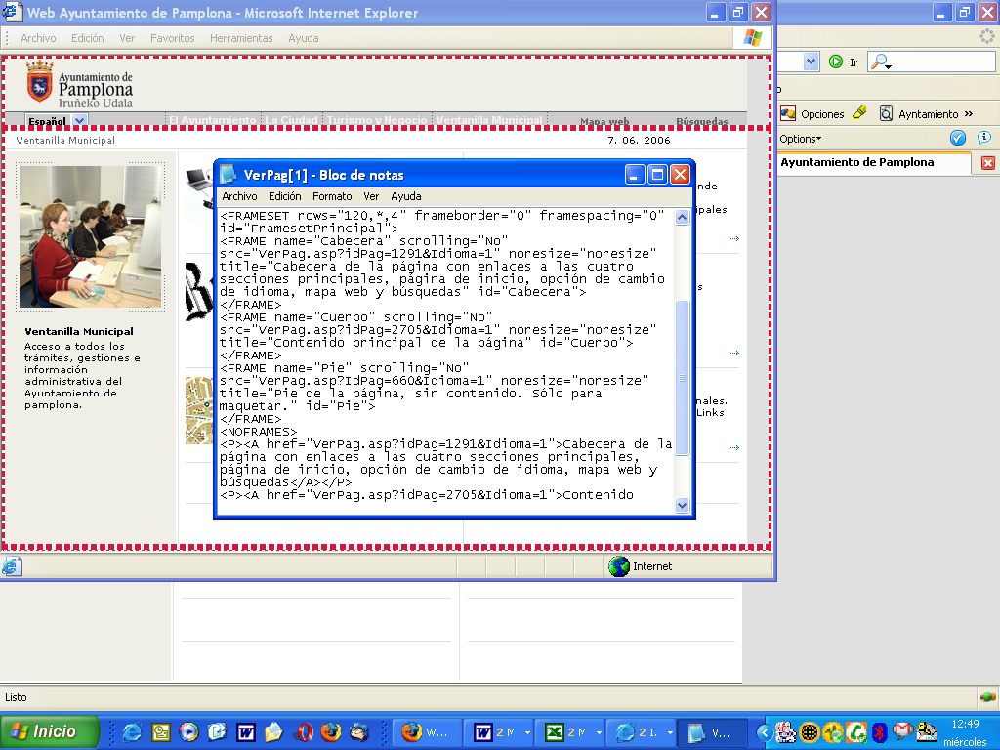 Web Ayuntamiento de Pamplona - Microsoft Internet Explorer
Archivo Edición Ver Favoritos Herramientas Ayuda
Ir
Ayuntamiento de
Pamplona
Iruñeko Udala
Opciones Ayntamiento »
Español El Ayuntamiento La Ciudad Turismo y Negocio Ventanilla Municipal Mapa web Búsquedas
Ventanilla Municipal 7. 06. 2006
Options
Ayuntamiento de Pamplona
VerPag[1] - Bloc de notas
Archivo Edición Formato Ver Ayuda
<FRAMESET rows="120,*,4" frameborder="0" framespacing="0"
id="FramesetPrincipal">
<FRAME name="Cabecera" scrolling="No"
src="VerPag.asp?idPag=1291&Idioma=1" noresize="noresize"
title="Cabecera de la página con enlaces a las cuatro
secciones principales, página de inicio, opción de cambio
de idioma, mapa web y búsquedas" id="Cabecera">
</FRAME>
<FRAME name="Cuerpo" scrolling="No"
src="VerPag.asp?idPag=2705&Idioma=1" noresize="noresize"
title="Contenido principal de la página" id="Cuerpo">
</FRAME>
<FRAME name="Pie" scrolling="No"
src="VerPag.asp?IdPag=660&Idioma=1" noresize="noresize"
title="Pie de la página, sin contenido. Sólo para
maquetar." id="Pie">
</FRAME>
<NOFRAMES>
<P><A href="VerPag.asp?idPag=1291&Idioma=1">Cabecera de la
página con enlaces a las cuatro secciones principales,
página de inicio, opción de cambio de idioma, mapa web y
búsquedas</A></P>
<P><A href="VerPag.asp?idPag=2705&Idioma=1">Contenido
Ventanilla Municipal
Acceso a todos los
trámites, gestiones e
información
administrativa del
Ayuntamiento de
pamplona.
nde
ipales
s
nales.
Links
Internet
Listo
Inicio W... 2 M 2 M 2 I. V... 12:49
miércoles